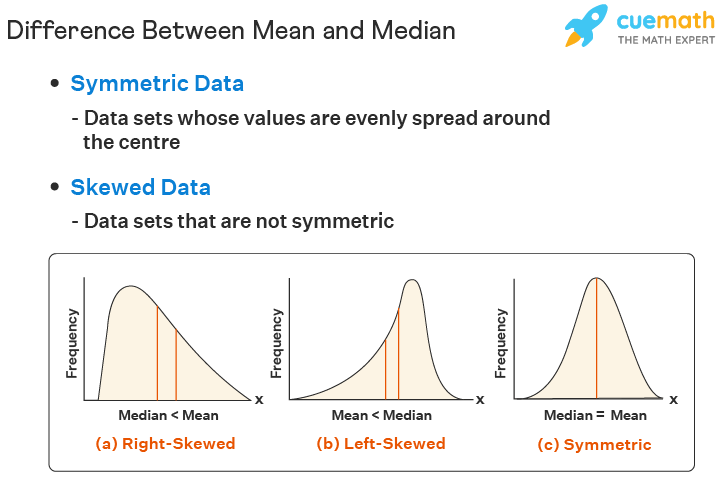 Difference Between Mean and Median
cuemath
THE MATH EXPERT
• Symmetric Data
- Data sets whose values are evenly spread around
the centre
• Skewed Data
- Data sets that are not symmetric
Frequency
x
Median < Mean
(a) Right-Skewed
Frequency
x
Mean < Median
(b) Left-Skewed
Frequency
x
Median = Mean
(c) Symmetric